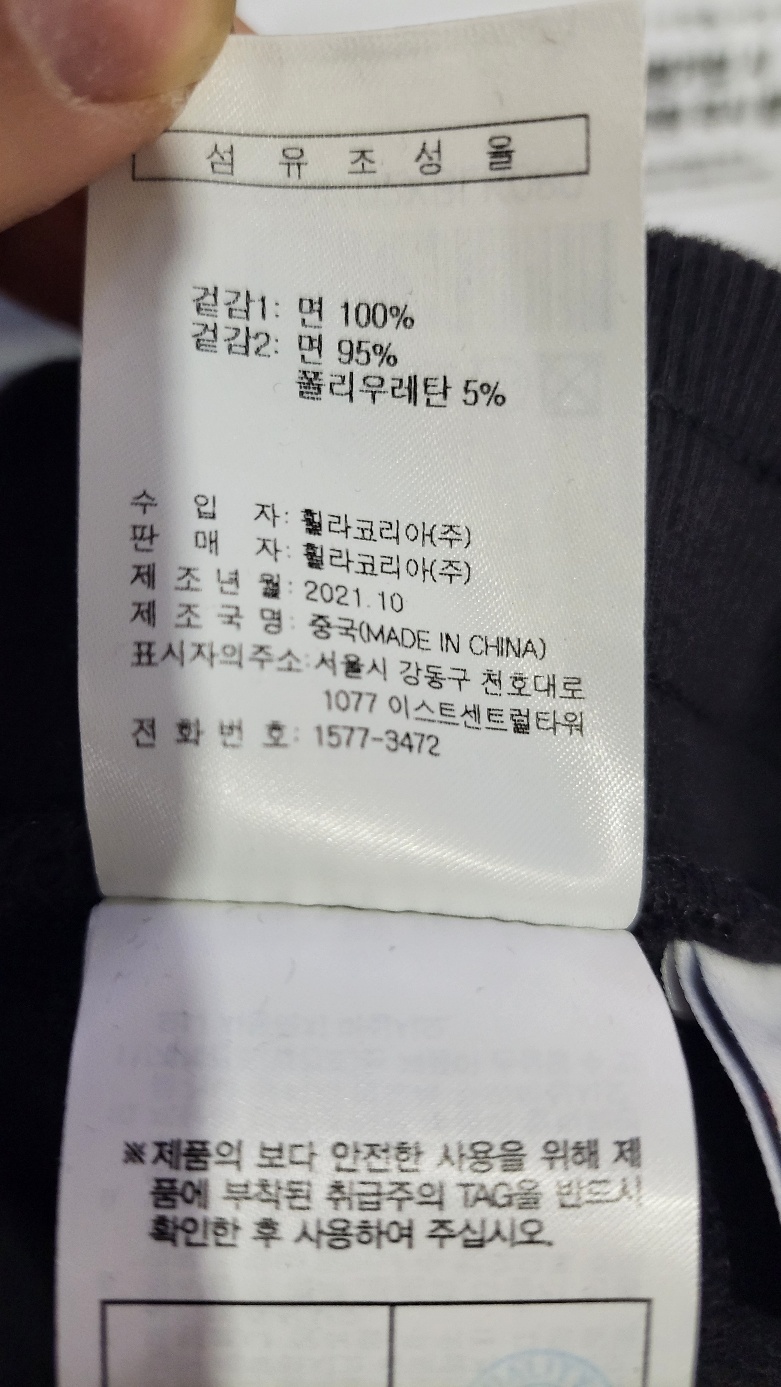 섬 유 조 성 율
겉감1: 면 100%
겉감2: 면 95%
폴리우레탄 5%
수 입 자: 휠라코리아(주)
판 매 자: 휠라코리아(주)
제 조 년 월: 2021.10
제 조 국 명: 중국(MADE IN CHINA)
표시자의주소:서울시 강동구 천호대로
1077 이스트센트럴타워
전 화 번 호: 1577-3472
※제품의 보다 안전한 사용을 위해 제
품에 부착된 취급주의 TAG을 반드시
확인한 후 사용하여 주십시오.